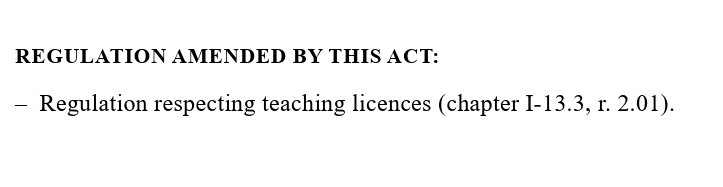 REGULATION AMENDED BY THIS ACT:
– Regulation respecting teaching licences (chapter I-13.3, r. 2.01).